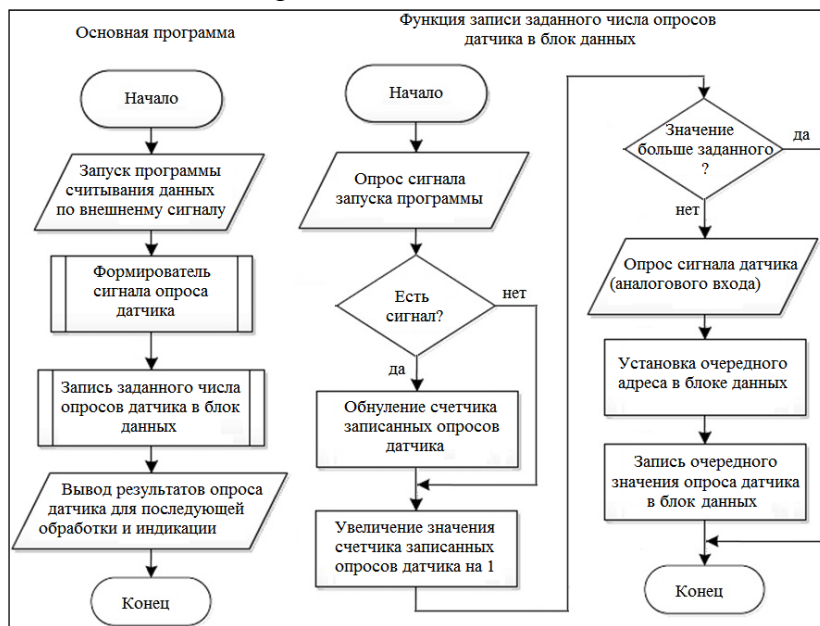 Основная программа
Начало
Запуск программы
считывания данных
по внешнему сигналу
Формирователь
сигнала опроса
датчика
Запись заданного числа
опросов датчика в блок
данных
Вывод результатов опроса
датчика для последующей
обработки и индикации
Конец
Функция записи заданного числа опросов
датчика в блок данных
Начало
Опрос сигнала
запуска программы
Есть
сигнал?
нет
да
Обнуление счетчика
записанных опросов
датчика
Увеличение значения
счетчика записанных
опросов датчика на 1
Значение
больше заданного
?
да
нет
Опрос сигнала датчика
(аналогового входа)
Установка очередного
адреса в блоке данных
Запись очередного
значения опроса датчика
в блок данных
Конец